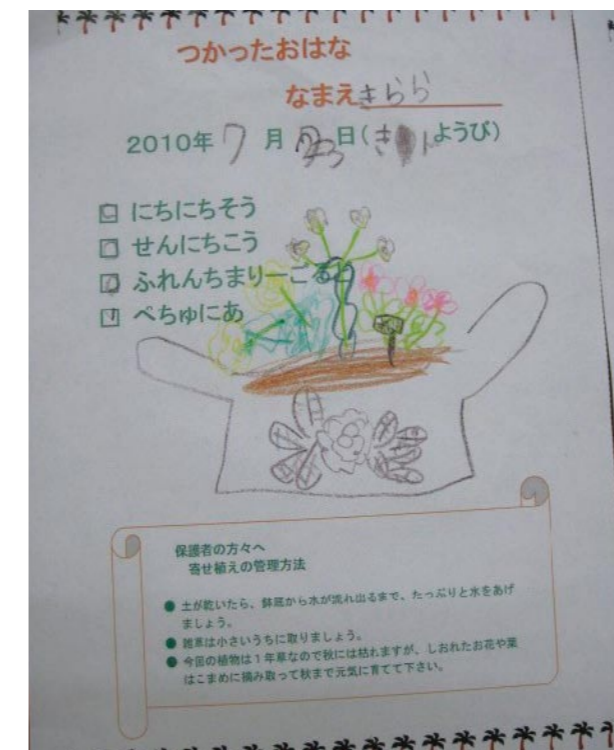 つかったおはな
なまえきらら
2010年7月23日(きんようび)
にちにちそう
せんにちこう
ふれんちまりーごると
ぺちゅにあ
保護者の方々へ
寄せ植えの管理方法
● 土が乾いたら、鉢底から水が流れ出るまで、たっぷりと水をあげ
ましょう。
● 雑草は小さいうちに取りましょう。
● 今回の植物は1年草なので秋には枯れますが、しおれたお花や葉
はこまめに摘み取って秋まで元気に育てて下さい。